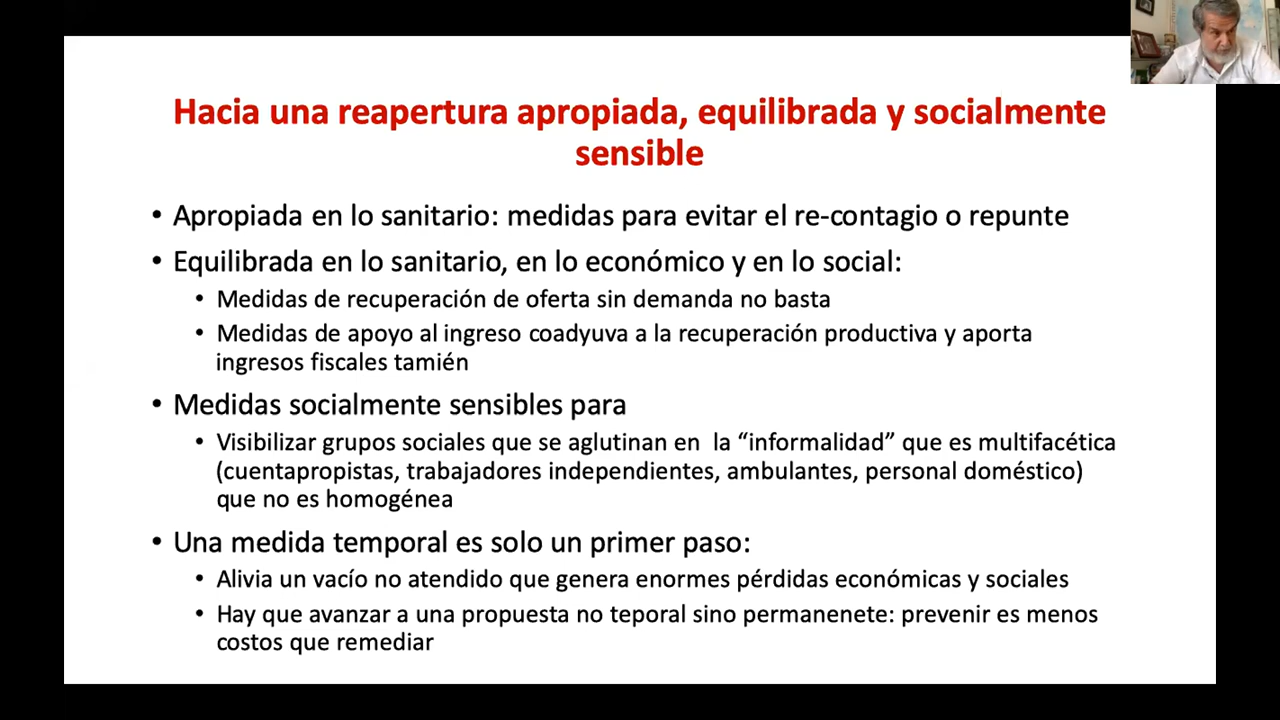 Hacia una reapertura apropiada, equilibrada y socialmente
sensible
• Apropiada en lo sanitario: medidas para evitar el re-contagio o repunte
• Equilibrada en lo sanitario, en lo económico y en lo social:
• Medidas de recuperación de oferta sin demanda no basta
• Medidas de apoyo al ingreso coadyuva a la recuperación productiva y aporta
ingresos fiscales tamién
• Medidas socialmente sensibles para
• Visibilizar grupos sociales que se aglutinan en la “informalidad” que es multifacética
(cuentapropistas, trabajadores independientes, ambulantes, personal doméstico)
que no es homogénea
• Una medida temporal es solo un primer paso:
• Alivia un vacío no atendido que genera enormes pérdidas económicas y sociales
• Hay que avanzar a una propuesta no teporal sino permanenete: prevenir es menos
costos que remediar